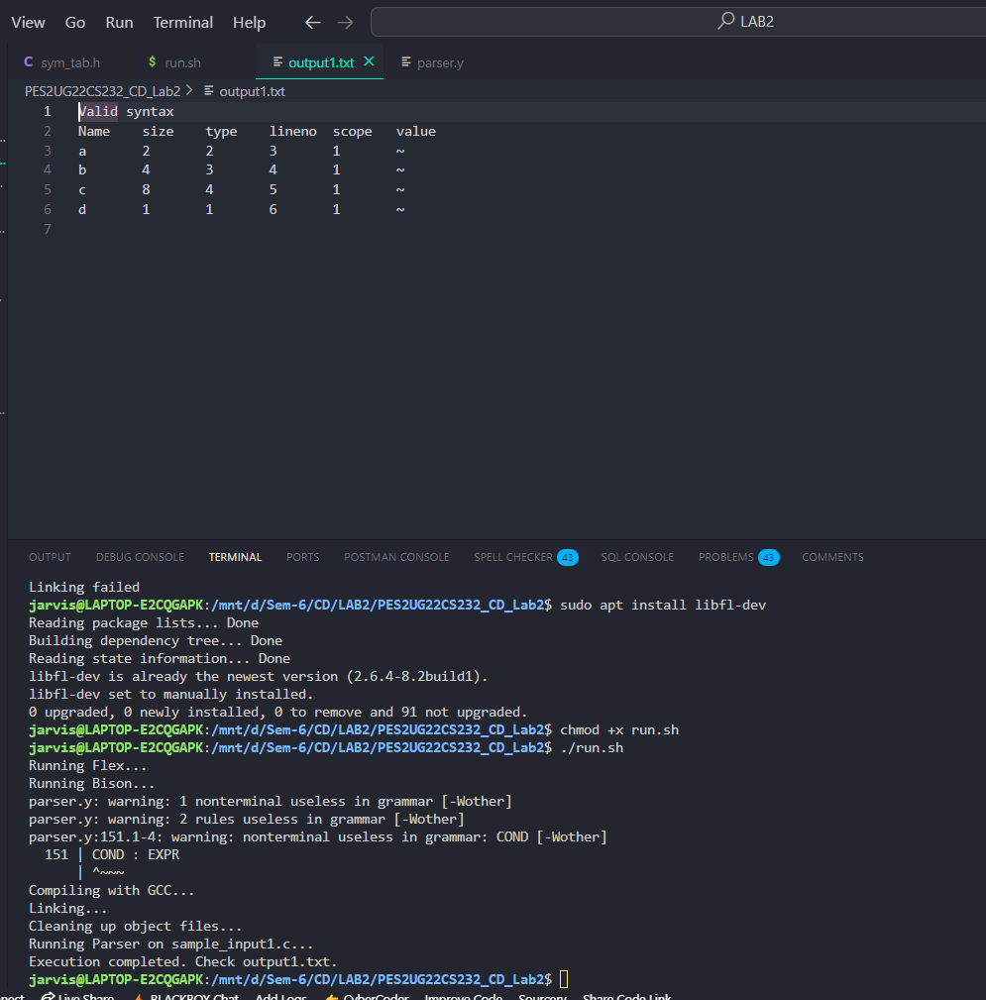 View Go Run Terminal Help ← → LAB2
C sym_tab.h $ run.sh output1.txt × parser.y
PES2UG22CS232_CD_Lab2 > output1.txt
1 Valid syntax
2 Name size type lineno scope value
3 a 2 2 3 1 ~
4 b 4 3 4 1 ~
5 c 8 4 5 1 ~
6 d 1 1 6 1 ~
7
OUTPUT DEBUG CONSOLE TERMINAL PORTS POSTMAN CONSOLE SPELL CHECKER 43 SQL CONSOLE PROBLEMS 43 COMMENTS
Linking failed
jarvis@LAPTOP-E2CQGAPK:/mnt/d/Sem-6/CD/LAB2/PES2UG22CS232_CD_Lab2$ sudo apt install libfl-dev
Reading package lists... Done
Building dependency tree... Done
Reading state information... Done
libfl-dev is already the newest version (2.6.4-8.2build1).
libfl-dev set to manually installed.
0 upgraded, 0 newly installed, 0 to remove and 91 not upgraded.
jarvis@LAPTOP-E2CQGAPK:/mnt/d/Sem-6/CD/LAB2/PES2UG22CS232_CD_Lab2$ chmod +x run.sh
jarvis@LAPTOP-E2CQGAPK:/mnt/d/Sem-6/CD/LAB2/PES2UG22CS232_CD_Lab2$ ./run.sh
Running Flex...
Running Bison...
parser.y: warning: 1 nonterminal useless in grammar [-Wother]
parser.y: warning: 2 rules useless in grammar [-Wother]
parser.y:151.1-4: warning: nonterminal useless in grammar: COND [-Wother]
151 | COND : EXPR
| ^~~~
Compiling with GCC...
Linking...
Cleaning up object files...
Running Parser on sample_input1.c...
Execution completed. Check output1.txt.
jarvis@LAPTOP-E2CQGAPK:/mnt/d/Sem-6/CD/LAB2/PES2UG22CS232_CD_Lab2$
Live Share BLACKBOX Chat Add Logs CyberCoder Improve Code Sourcery Share Code Link